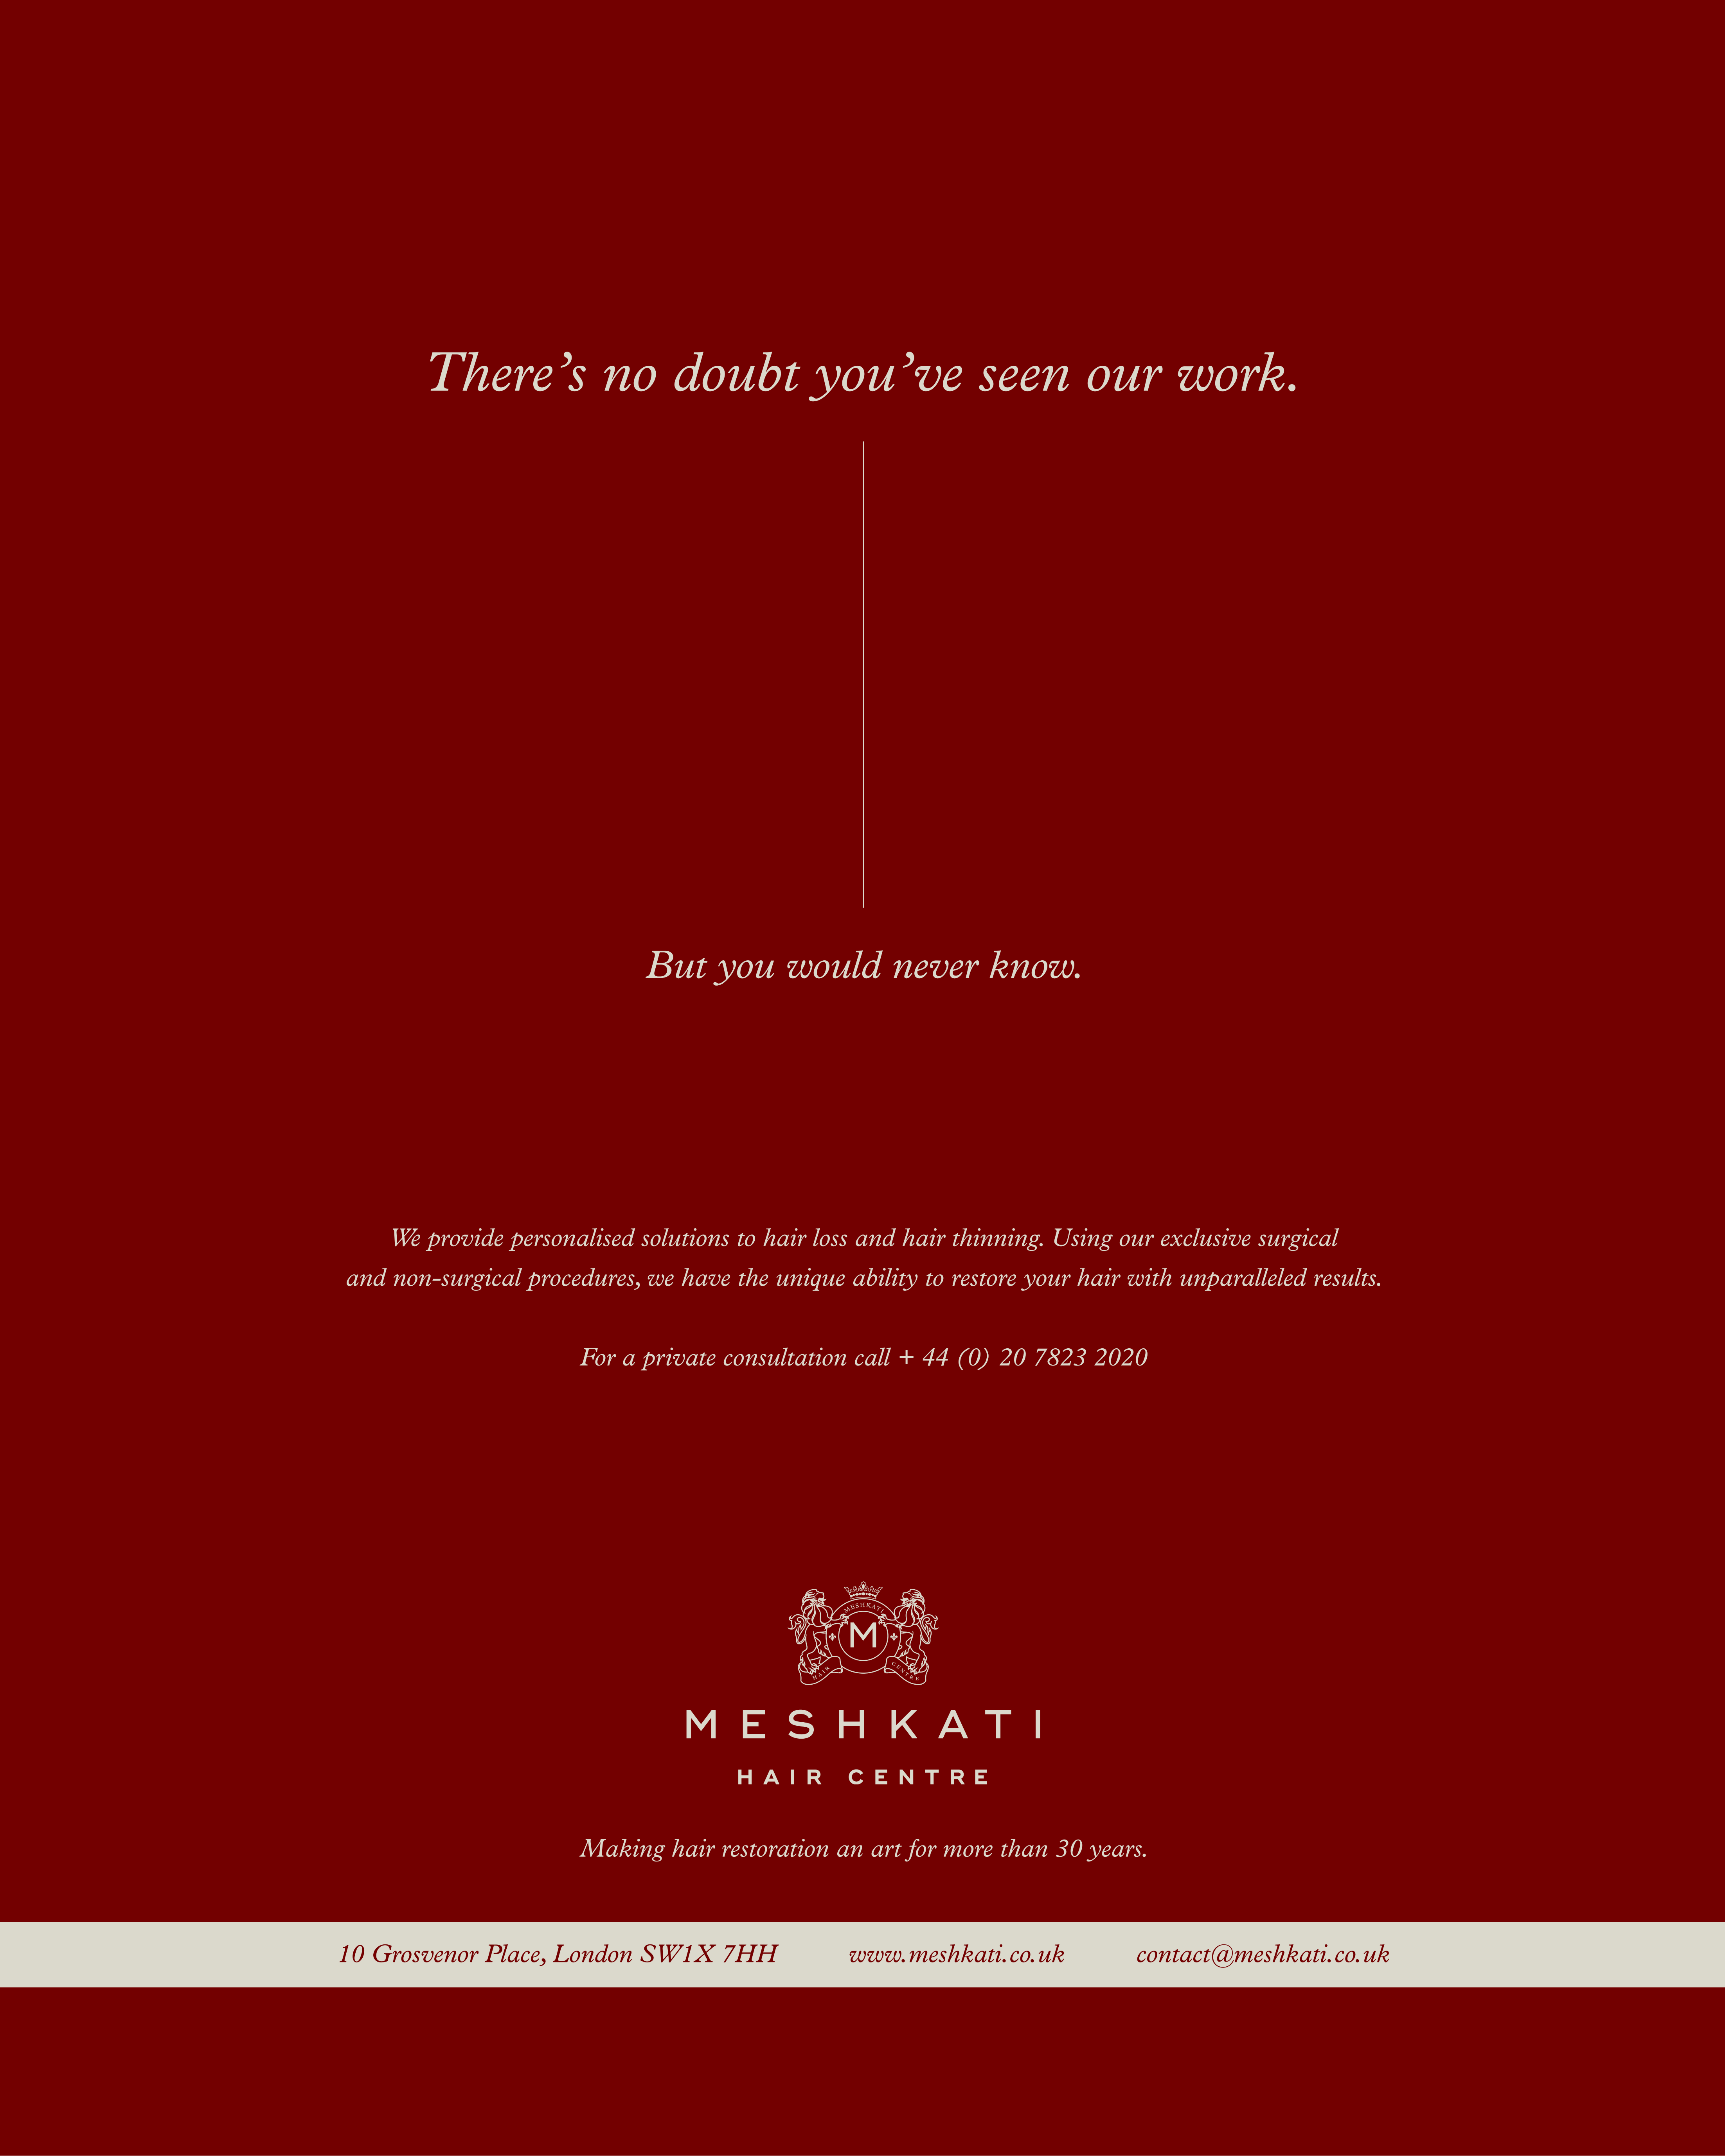 There’s no doubt you’ve seen our work.
But you would never know.
We provide personalised solutions to hair loss and hair thinning. Using our exclusive surgical
and non-surgical procedures, we have the unique ability to restore your hair with unparalleled results.
For a private consultation call + 44 (0) 20 7823 2020
MESHKATI
M
HAIR CENTRE
MESHKATI
HAIR CENTRE
Making hair restoration an art for more than 30 years.
10 Grosvenor Place, London SW1X 7HH www.meshkati.co.uk contact@meshkati.co.uk